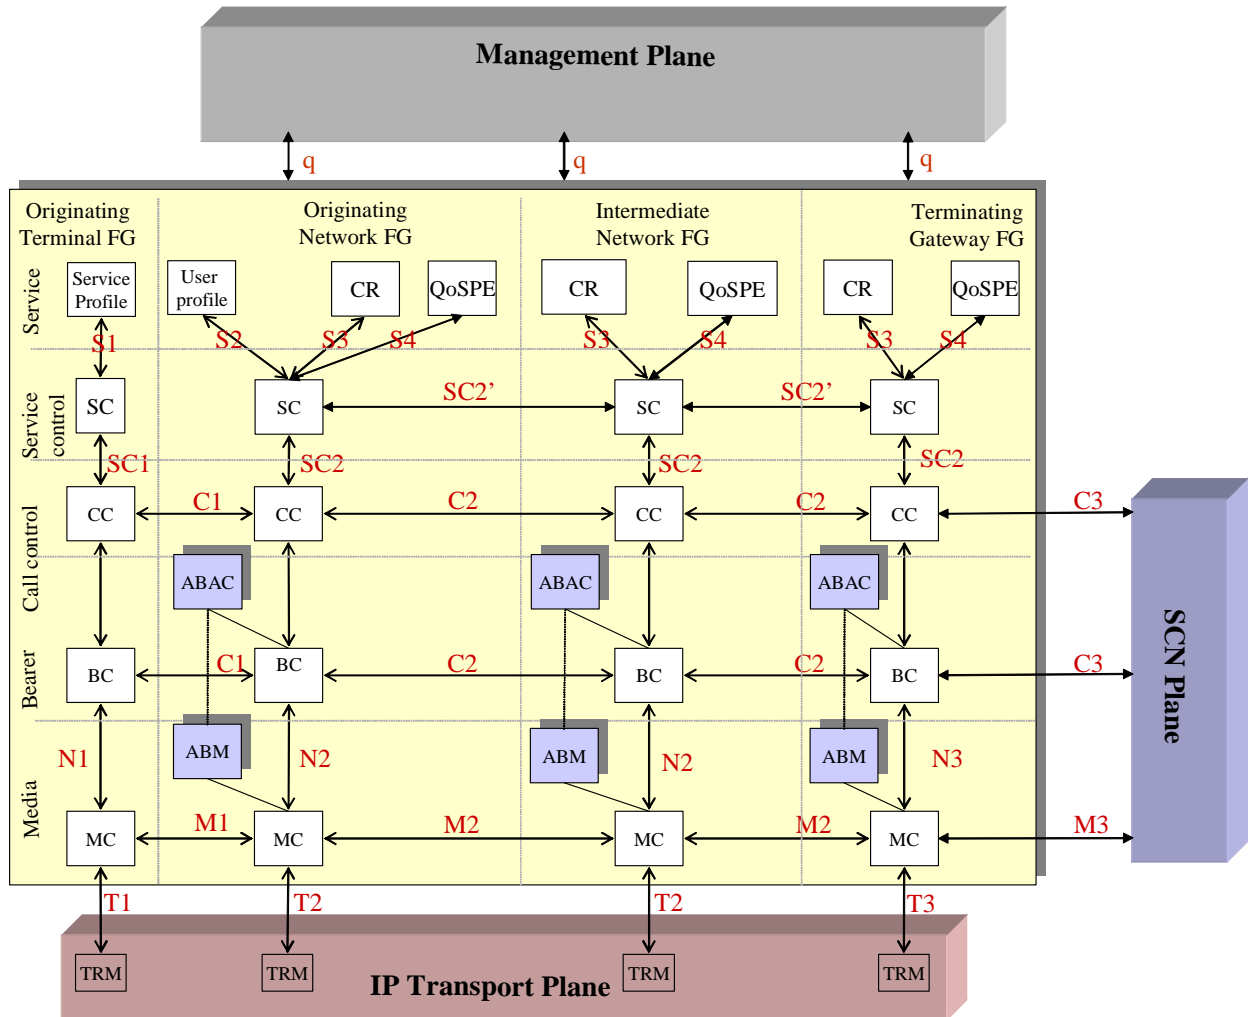 Management Plane
q
q
q
Originating
Terminal FG
Originating
Network FG
Intermediate
Network FG
Terminating
Gateway FG
Service
Service
Profile
User
profile
CR
QoSPE
CR
QoSPE
CR
QoSPE
S1
S2
S3
S4
S3
S4
S3
S4
Service
control
SC
SC
SC2’
SC
SC2’
SC
SC1
SC2
SC2
SC2
Call control
CC
C1
CC
C2
CC
C2
CC
C3
ABAC
ABAC
ABAC
Bearer
BC
C1
BC
C2
BC
C2
BC
C3
SCN Plane
N1
ABM
N2
ABM
N2
ABM
N3
Media
MC
M1
MC
M2
MC
M2
MC
M3
T1
T2
T2
T3
TRM
TRM
TRM
TRM
IP Transport Plane